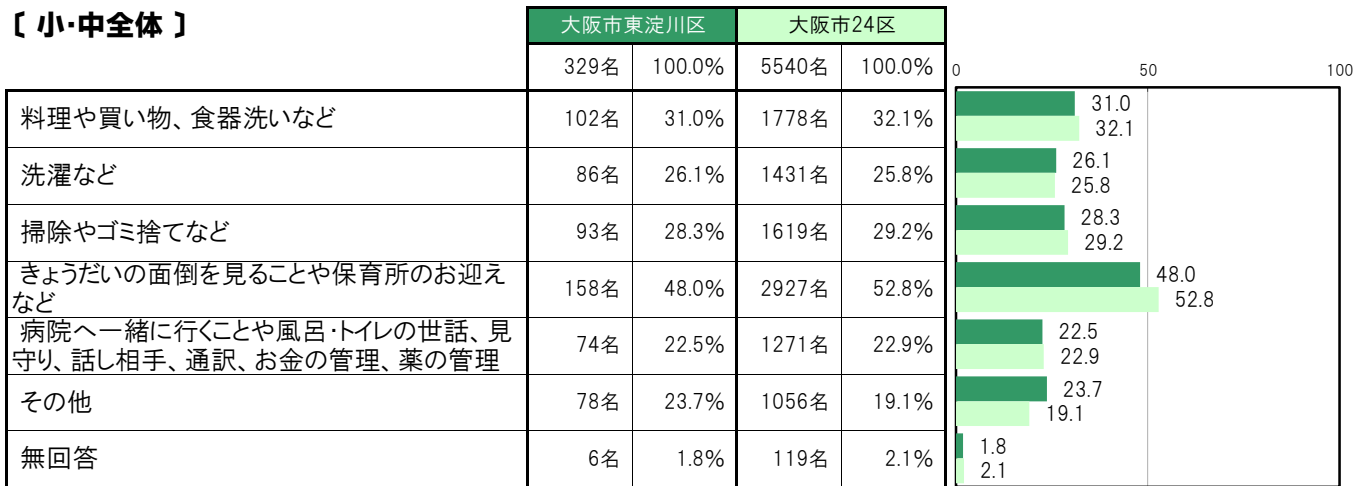 〔 小・中全体 〕
大阪市東淀川区 大阪市24区
329名 100.0% 5540名 100.0%
0 50 100
料理や買い物、食器洗いなど 102名 31.0% 1778名 32.1%
31.0
32.1
洗濯など 86名 26.1% 1431名 25.8%
26.1
25.8
掃除やゴミ捨てなど 93名 28.3% 1619名 29.2%
28.3
29.2
きょうだいの面倒を見ることや保育所のお迎え
など
158名 48.0% 2927名 52.8%
48.0
52.8
病院へ一緒に行くことや風呂・トイレの世話、見
守り、話し相手、通訳、お金の管理、薬の管理
74名 22.5% 1271名 22.9%
22.5
22.9
その他 78名 23.7% 1056名 19.1%
23.7
19.1
無回答 6名 1.8% 119名 2.1%
1.8
2.1